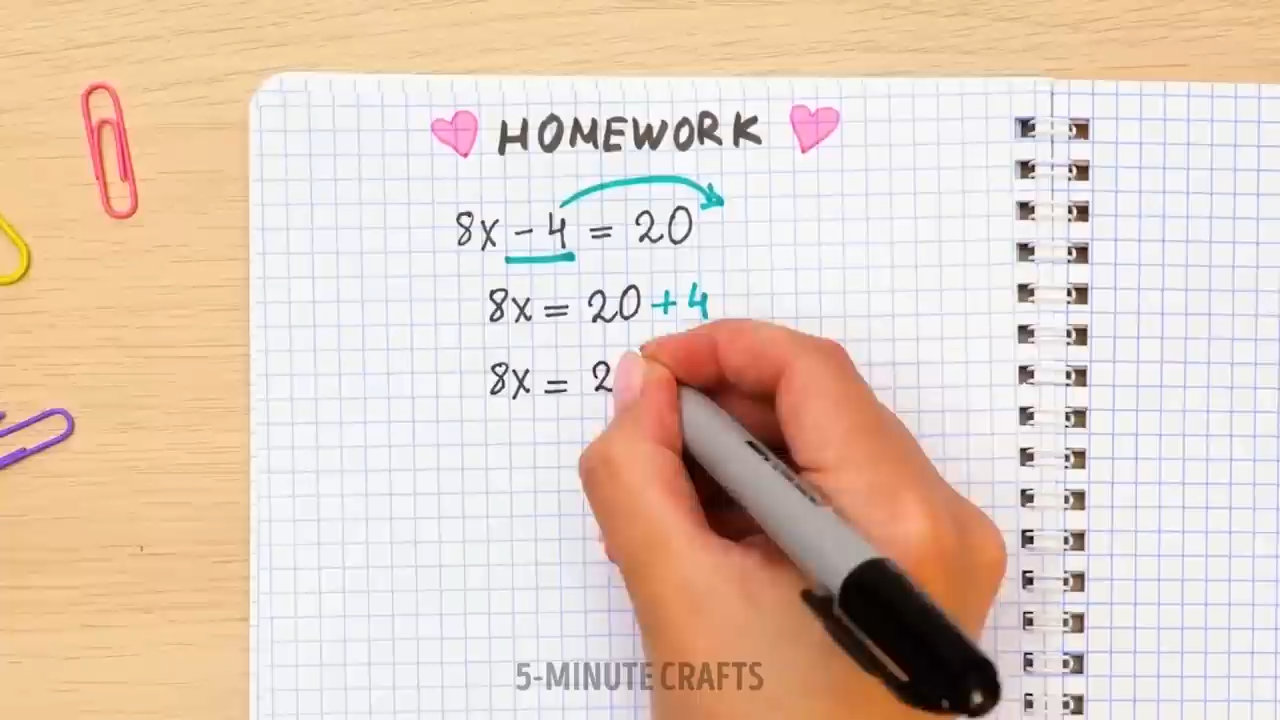 HOMEWORK
8x - 4 = 20
8x = 20 + 4
8x = 2
5-MINUTE CRAFTS